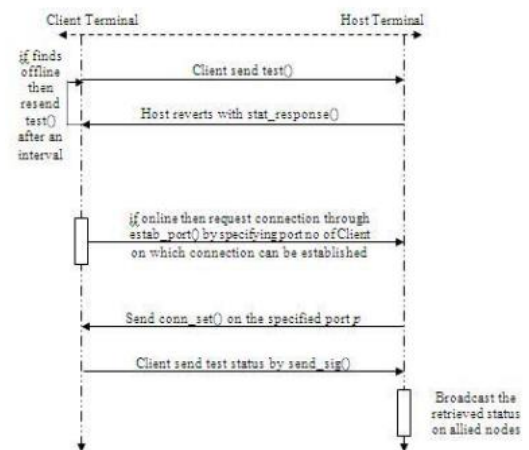 Client Terminal
Host Terminal
if finds
offline
then
resend
test()
after an
interval
Client send test()
Host reverts with stat_response()
if online then request connection through
estab_port() by specifying port no of Client
on which connection can be established
Send conn_set() on the specified port p
Client send test status by send_sig()
Broadcast the
retrieved status
on allied nodes